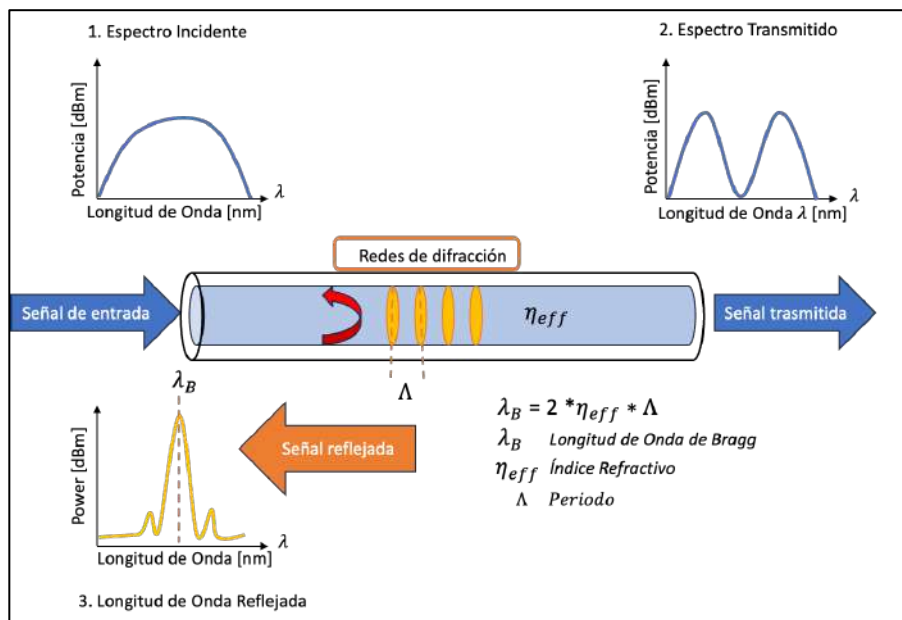 1. Espectro Incidente
Potencia [dBm]
λ
Longitud de Onda [nm]
2. Espectro Transmitido
Potencia [dBm]
λ
Longitud de Onda λ [nm]
Redes de difracción
Señal de entrada
η_eff
Señal trasmitida
Λ
λ_B
Señal reflejada
Power [dBm]
λ
Longitud de Onda [nm]
3. Longitud de Onda Reflejada
λ_B = 2 *η_eff * Λ
λ_B Longitud de Onda de Bragg
η_eff Índice Refractivo
Λ Periodo